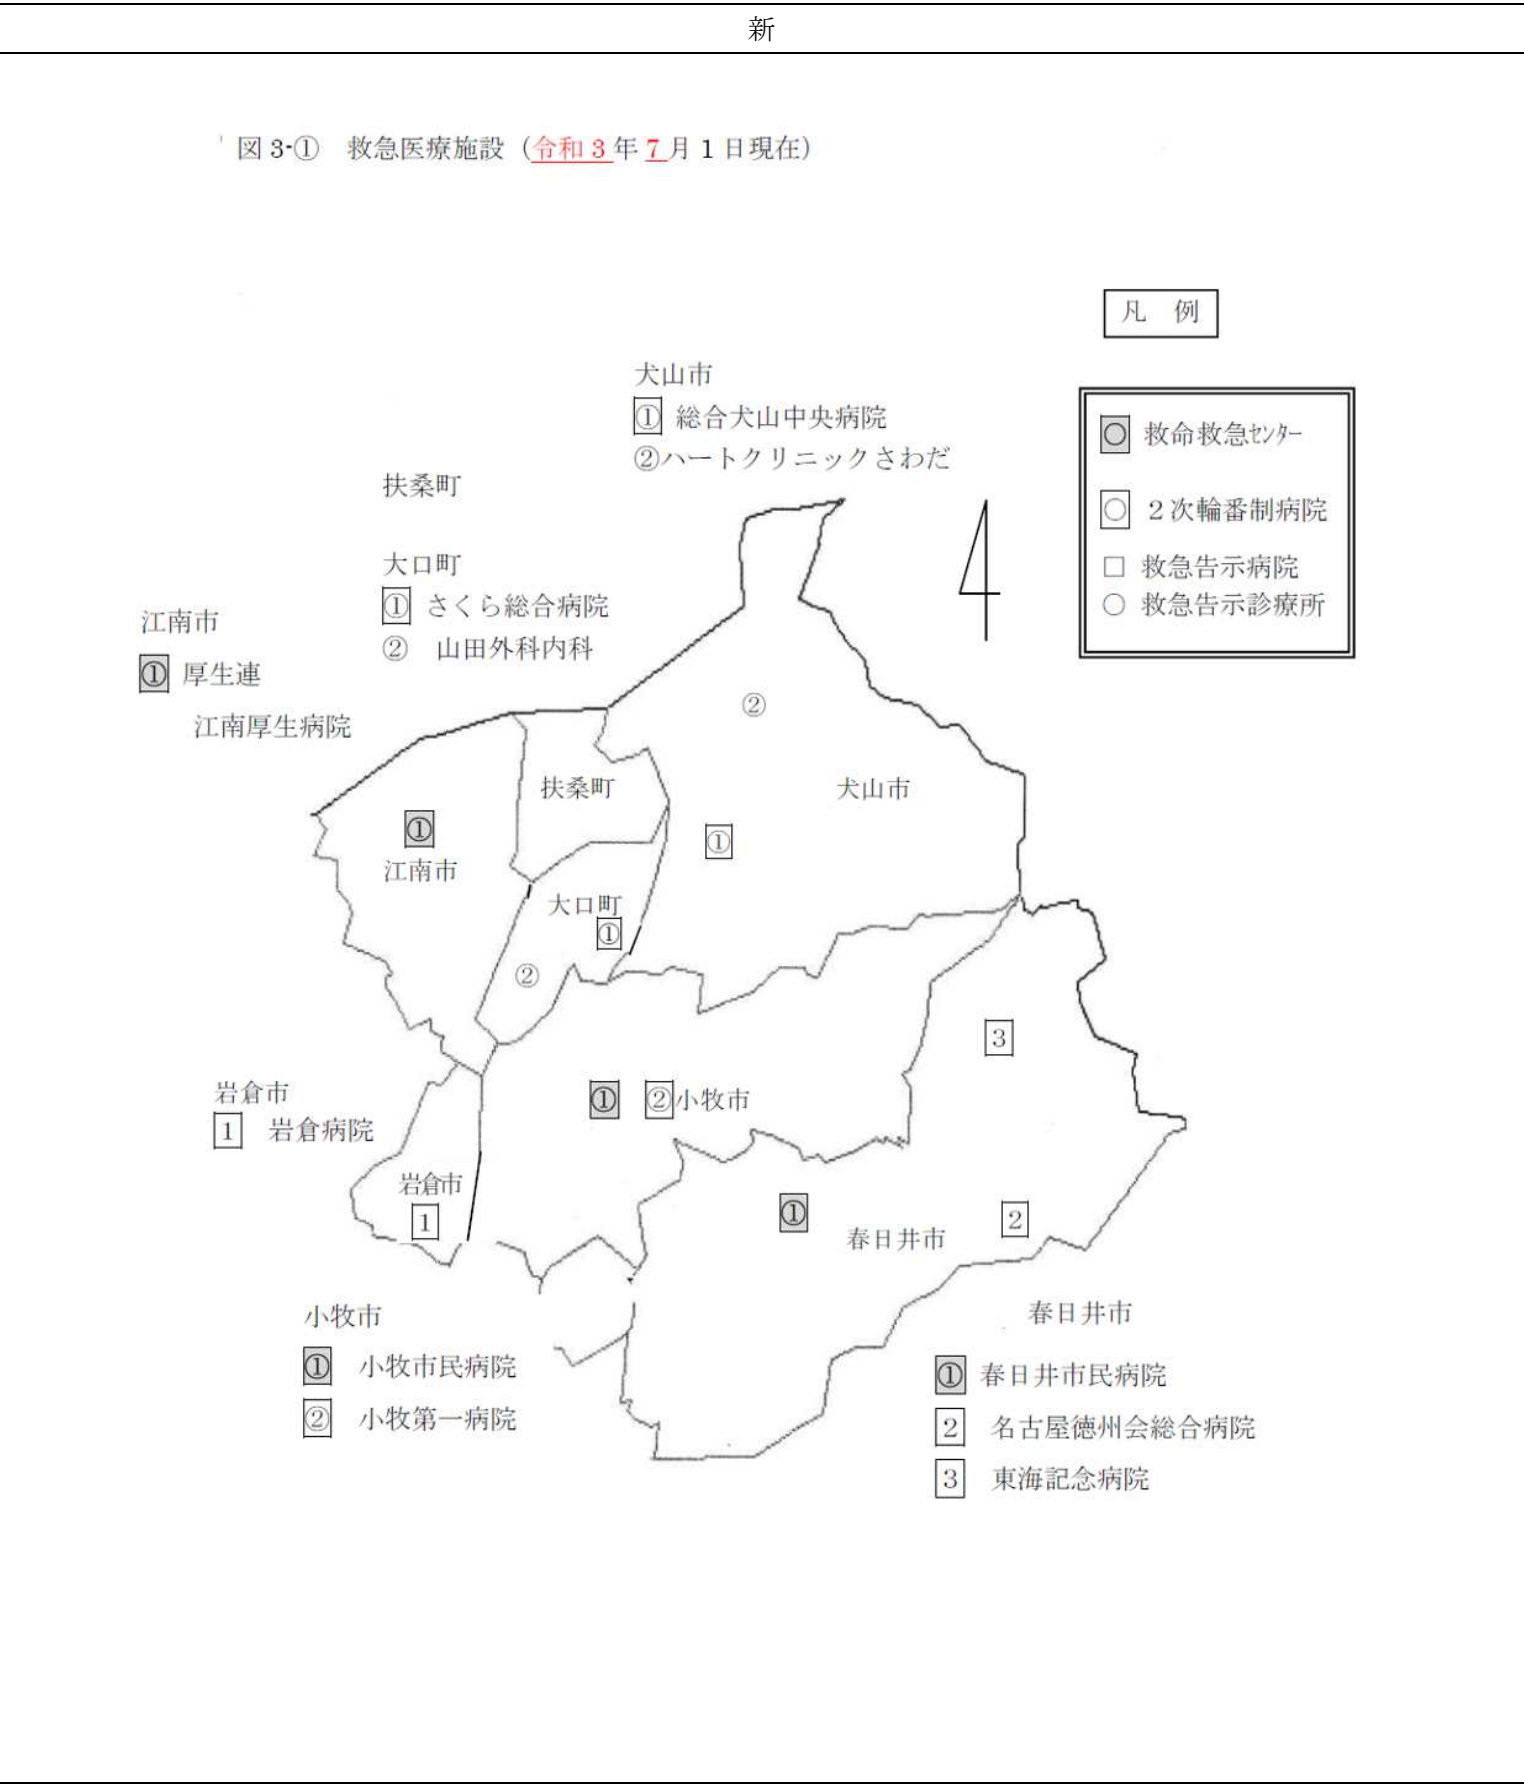 新
図 3-① 救急医療施設（令和 3 年 7 月 1 日現在）
凡 例
○ 救命救急ｾﾝﾀｰ
○ ２次輪番制病院
□ 救急告示病院
○ 救急告示診療所
犬山市
① 総合犬山中央病院
②ハートクリニックさわだ
扶桑町
大口町
① さくら総合病院
② 山田外科内科
江南市
① 厚生連
江南厚生病院
②
扶桑町
犬山市
①
①
江南市
大口町
①
②
3
① ②小牧市
岩倉市
1 岩倉病院
岩倉市
1
①
2
春日井市
小牧市
① 小牧市民病院
② 小牧第一病院
春日井市
① 春日井市民病院
2 名古屋徳州会総合病院
3 東海記念病院